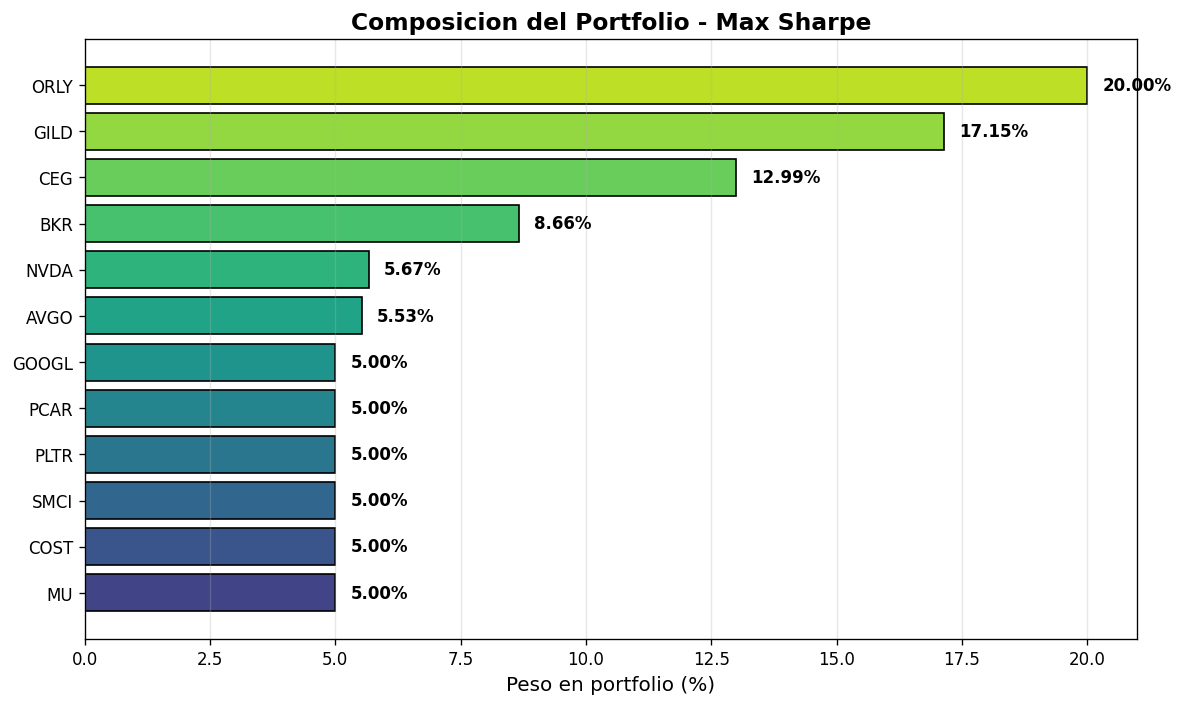 Composicion del Portfolio - Max Sharpe
ORLY 20.00%
GILD 17.15%
CEG 12.99%
BKR 8.66%
NVDA 5.67%
AVGO 5.53%
GOOGL 5.00%
PCAR 5.00%
PLTR 5.00%
SMCI 5.00%
COST 5.00%
MU 5.00%
0.0 2.5 5.0 7.5 10.0 12.5 15.0 17.5 20.0
Peso en portfolio (%)